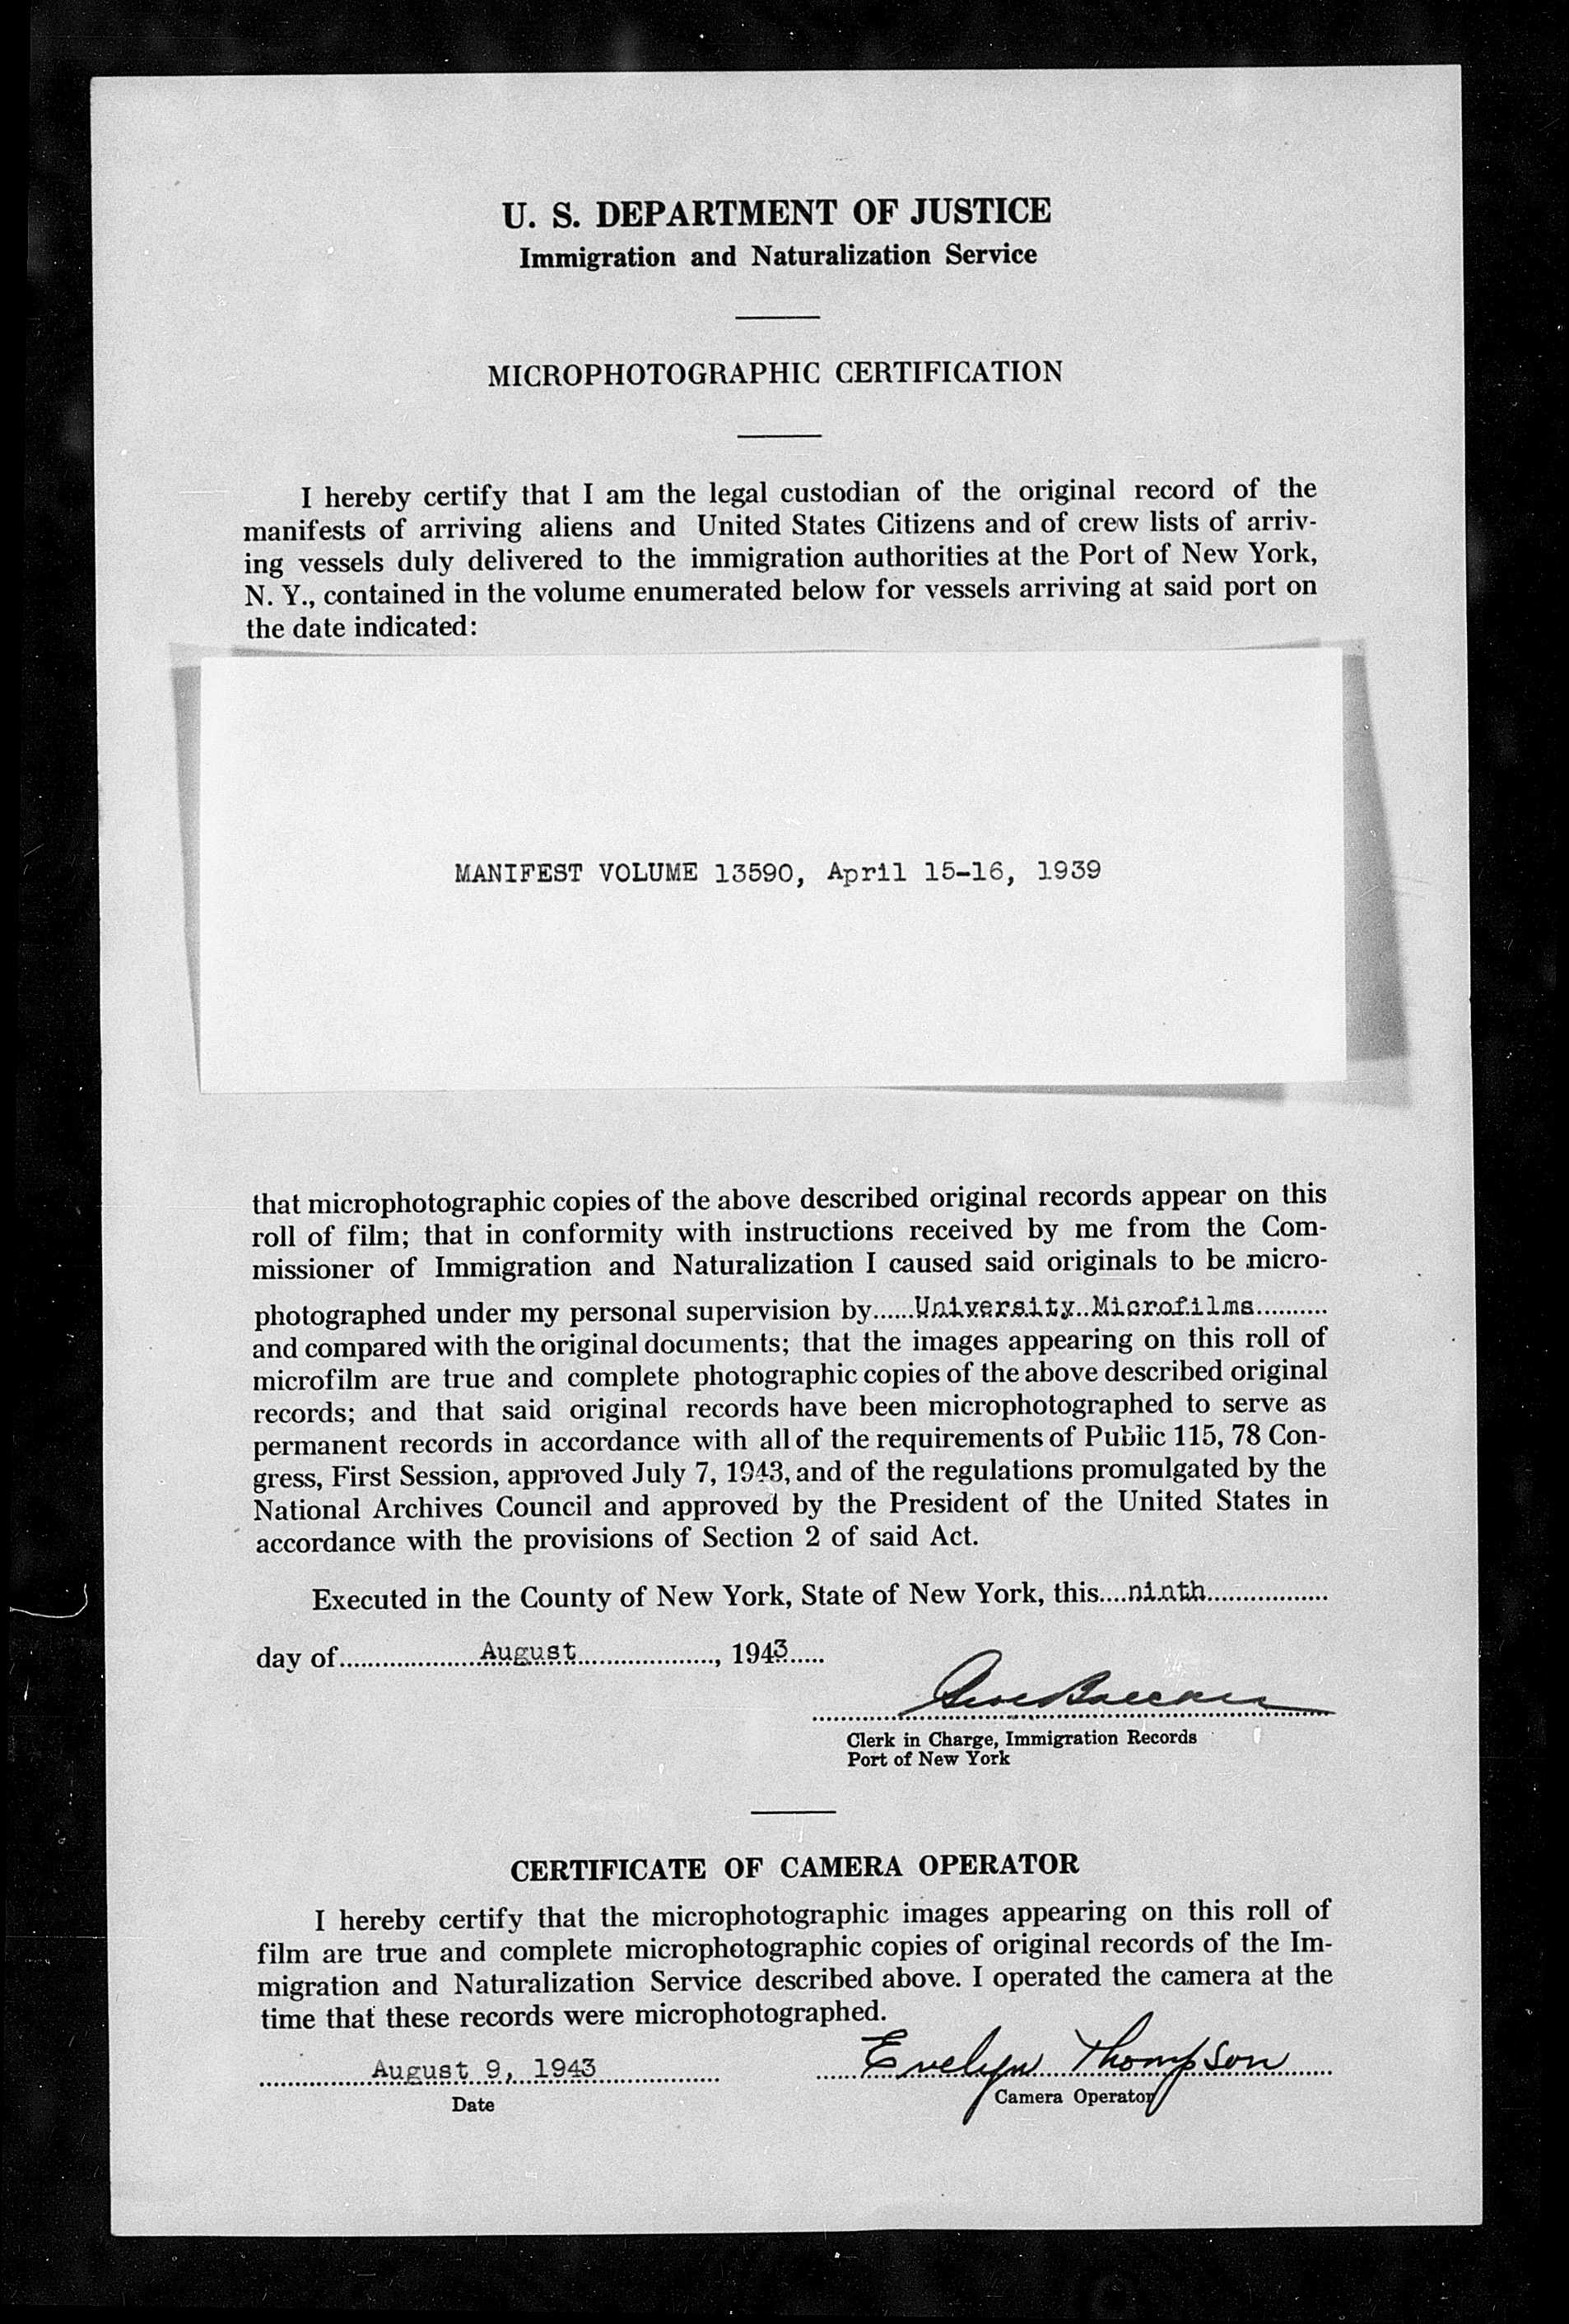 U. S. DEPARTMENT OF JUSTICE
Immigration and Naturalization Service
MICROPHOTOGRAPHIC CERTIFICATION
I hereby certify that I am the legal custodian of the original record of the
manifests of arriving aliens and United States Citizens and of crew lists of arriv-
ing vessels duly delivered to the immigration authorities at the Port of New York,
N. Y., contained in the volume enumerated below for vessels arriving at said port on
the date indicated:
MANIFEST VOLUME 13590, April 15-16, 1939
that microphotographic copies of the above described original records appear on this
roll of film; that in conformity with instructions received by me from the Com-
missioner of Immigration and Naturalization I caused said originals to be micro-
photographed under my personal supervision by......University Microfilms..........
and compared with the original documents; that the images appearing on this roll of
microfilm are true and complete photographic copies of the above described original
records; and that said original records have been microphotographed to serve as
permanent records in accordance with all of the requirements of Public 115, 78 Con-
gress, First Session, approved July 7, 1943, and of the regulations promulgated by the
National Archives Council and approved by the President of the United States in
accordance with the provisions of Section 2 of said Act.
Executed in the County of New York, State of New York, this....ninth..................
day of.....................August....................., 1943.....
Clerk in Charge, Immigration Records
Port of New York
CERTIFICATE OF CAMERA OPERATOR
I hereby certify that the microphotographic images appearing on this roll of
film are true and complete microphotographic copies of original records of the Im-
migration and Naturalization Service described above. I operated the camera at the
time that these records were microphotographed.
August 9, 1943 Evelyn Thompson
Date Camera Operator